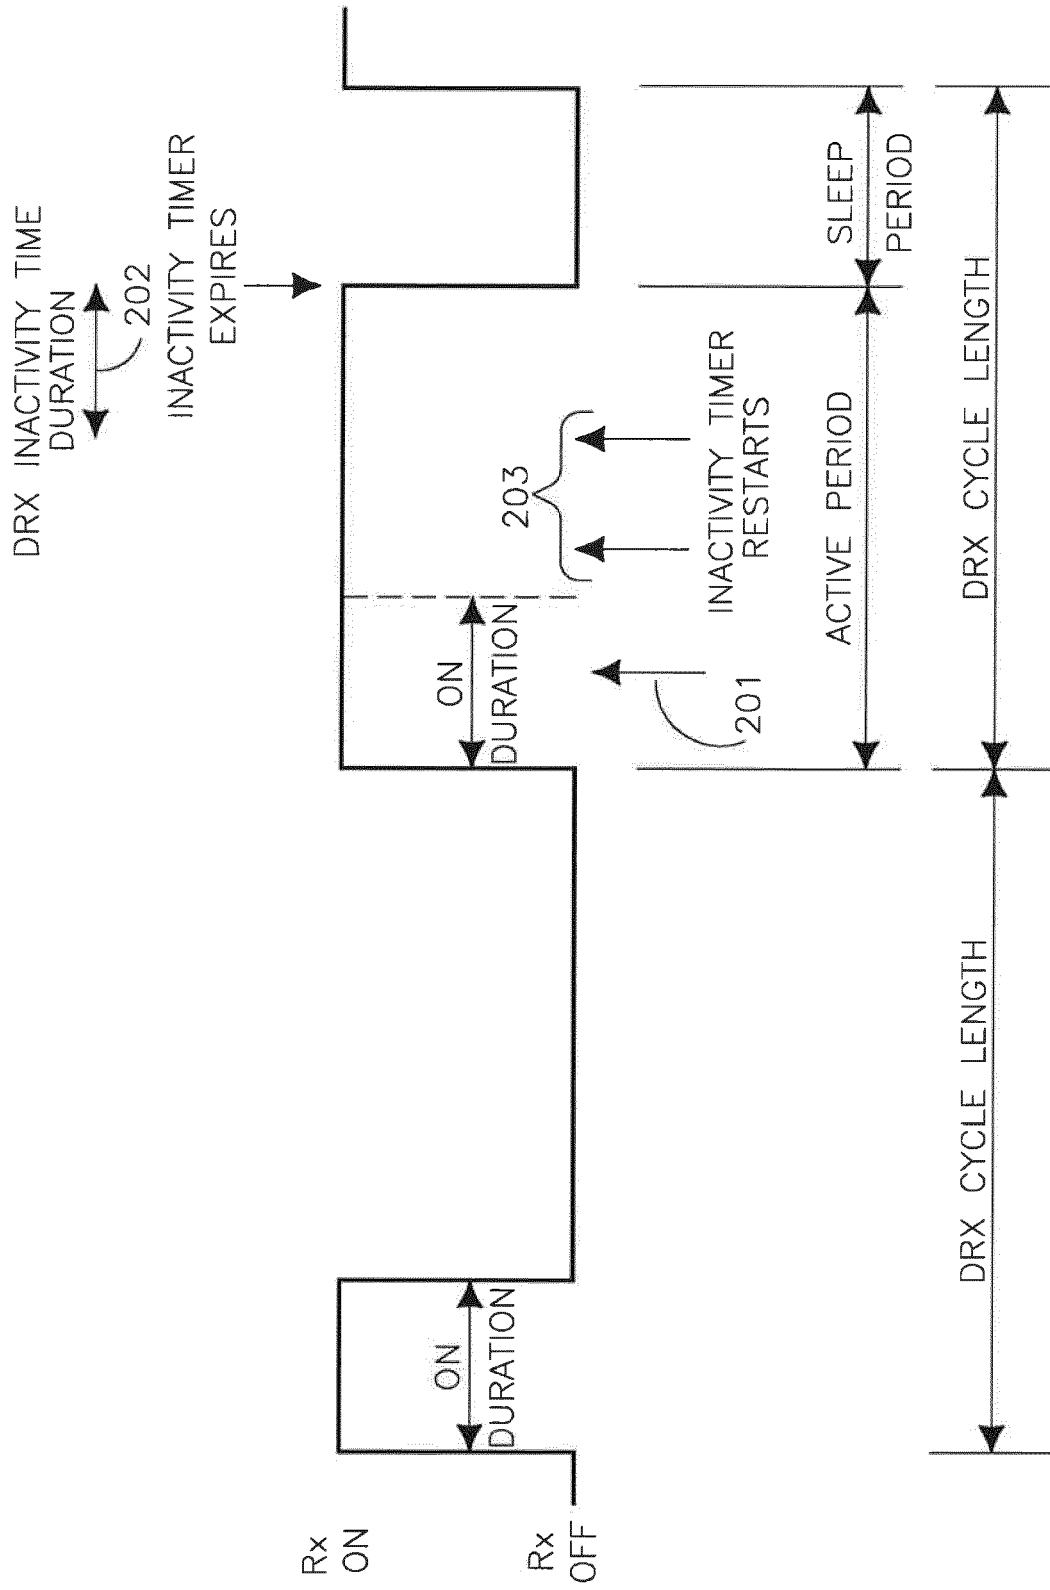 DRX INACTIVITY TIME
DURATION
202
INACTIVITY TIMER
EXPIRES
Rx
ON
Rx
OFF
ON
DURATION
ON
DURATION
203
201
INACTIVITY TIMER
RESTARTS
ACTIVE PERIOD
SLEEP
PERIOD
DRX CYCLE LENGTH
DRX CYCLE LENGTH